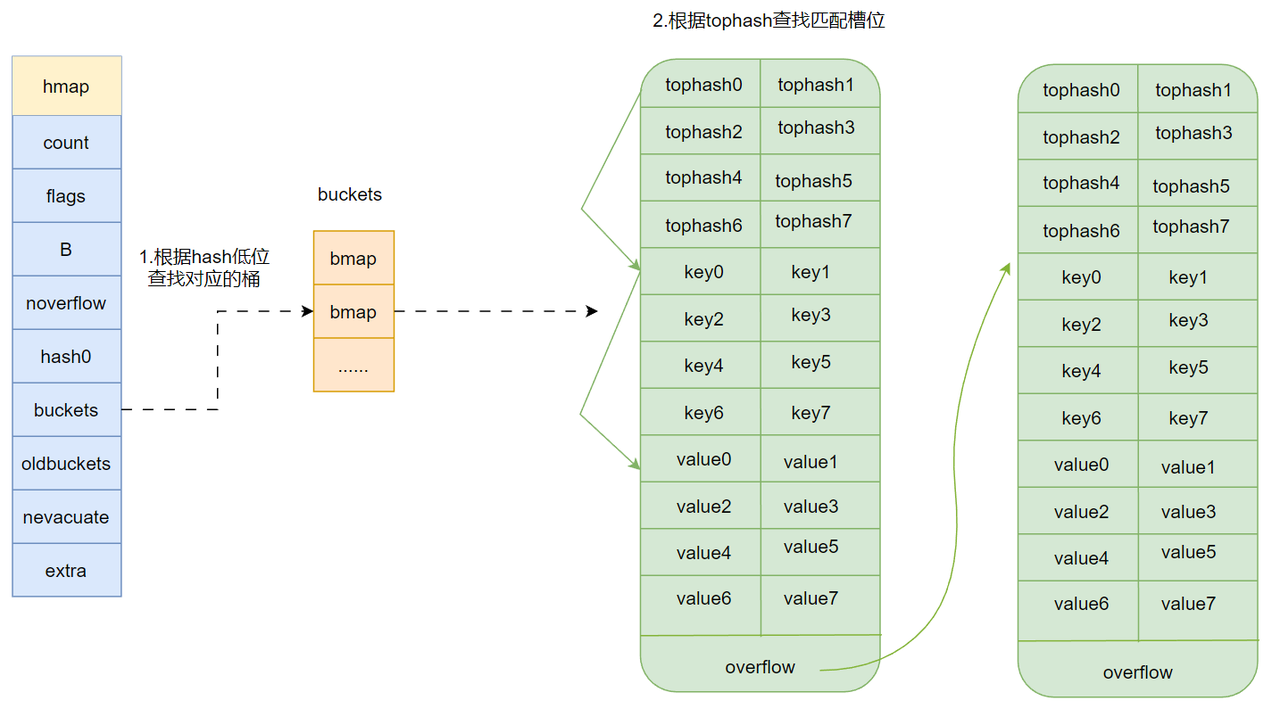 2.根据tophash查找匹配槽位
hmap
count
flags
B
noverflow
hash0
buckets
oldbuckets
nevacuate
extra
1.根据hash低位
查找对应的桶
buckets
bmap
bmap
......
tophash0 tophash1
tophash2 tophash3
tophash4 tophash5
tophash6 tophash7
key0 key1
key2 key3
key4 key5
key6 key7
value0 value1
value2 value3
value4 value5
value6 value7
overflow
tophash0 tophash1
tophash2 tophash3
tophash4 tophash5
tophash6 tophash7
key0 key1
key2 key3
key4 key5
key6 key7
value0 value1
value2 value3
value4 value5
value6 value7
overflow